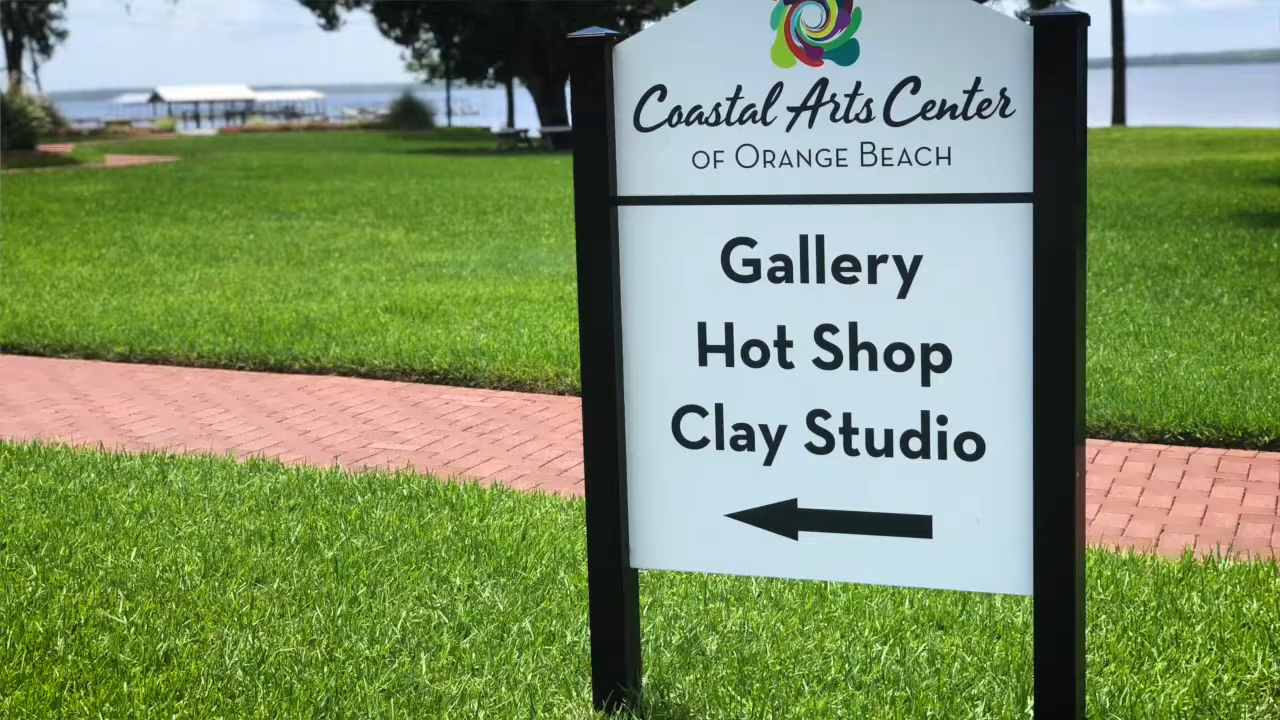 Coastal Arts Center
OF ORANGE BEACH
Gallery
Hot Shop
Clay Studio